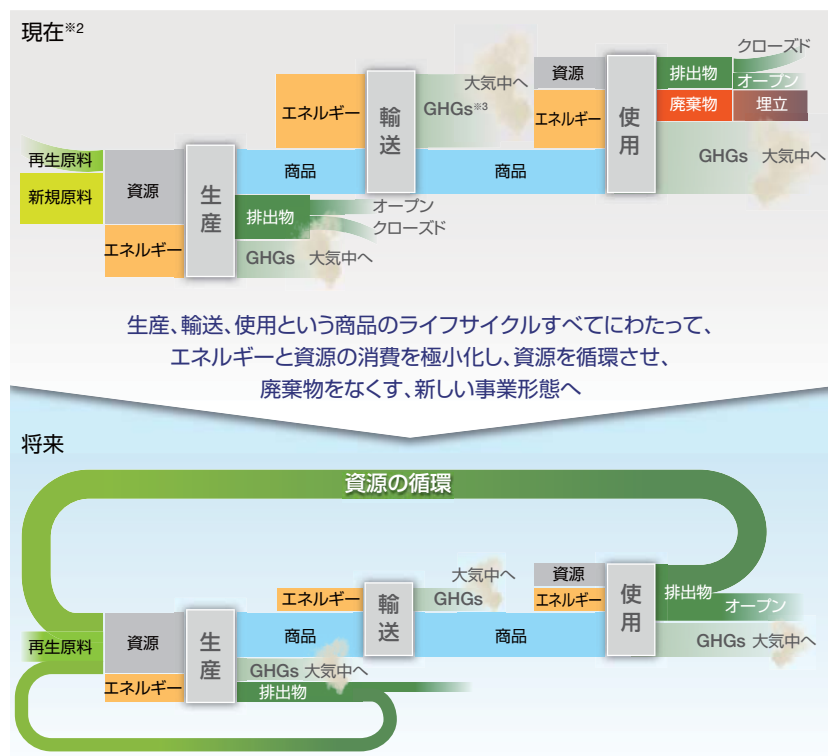 現在※2
クローズド
資源
排出物
オープン
エネルギー
輸送
GHGs※3
大気中へ
エネルギー
使用
廃棄物
埋立
再生原料
商品
商品
GHGs 大気中へ
新規原料
資源
生産
排出物
オープン
クローズド
エネルギー
GHGs 大気中へ
生産、輸送、使用という商品のライフサイクルすべてにわたって、
エネルギーと資源の消費を極小化し、資源を循環させ、
廃棄物をなくす、新しい事業形態へ
将来
資源の循環
大気中へ
資源
エネルギー
輸送
GHGs
エネルギー
使用
排出物
オープン
再生原料
資源
生産
商品
商品
GHGs 大気中へ
GHGs 大気中へ
エネルギー
排出物